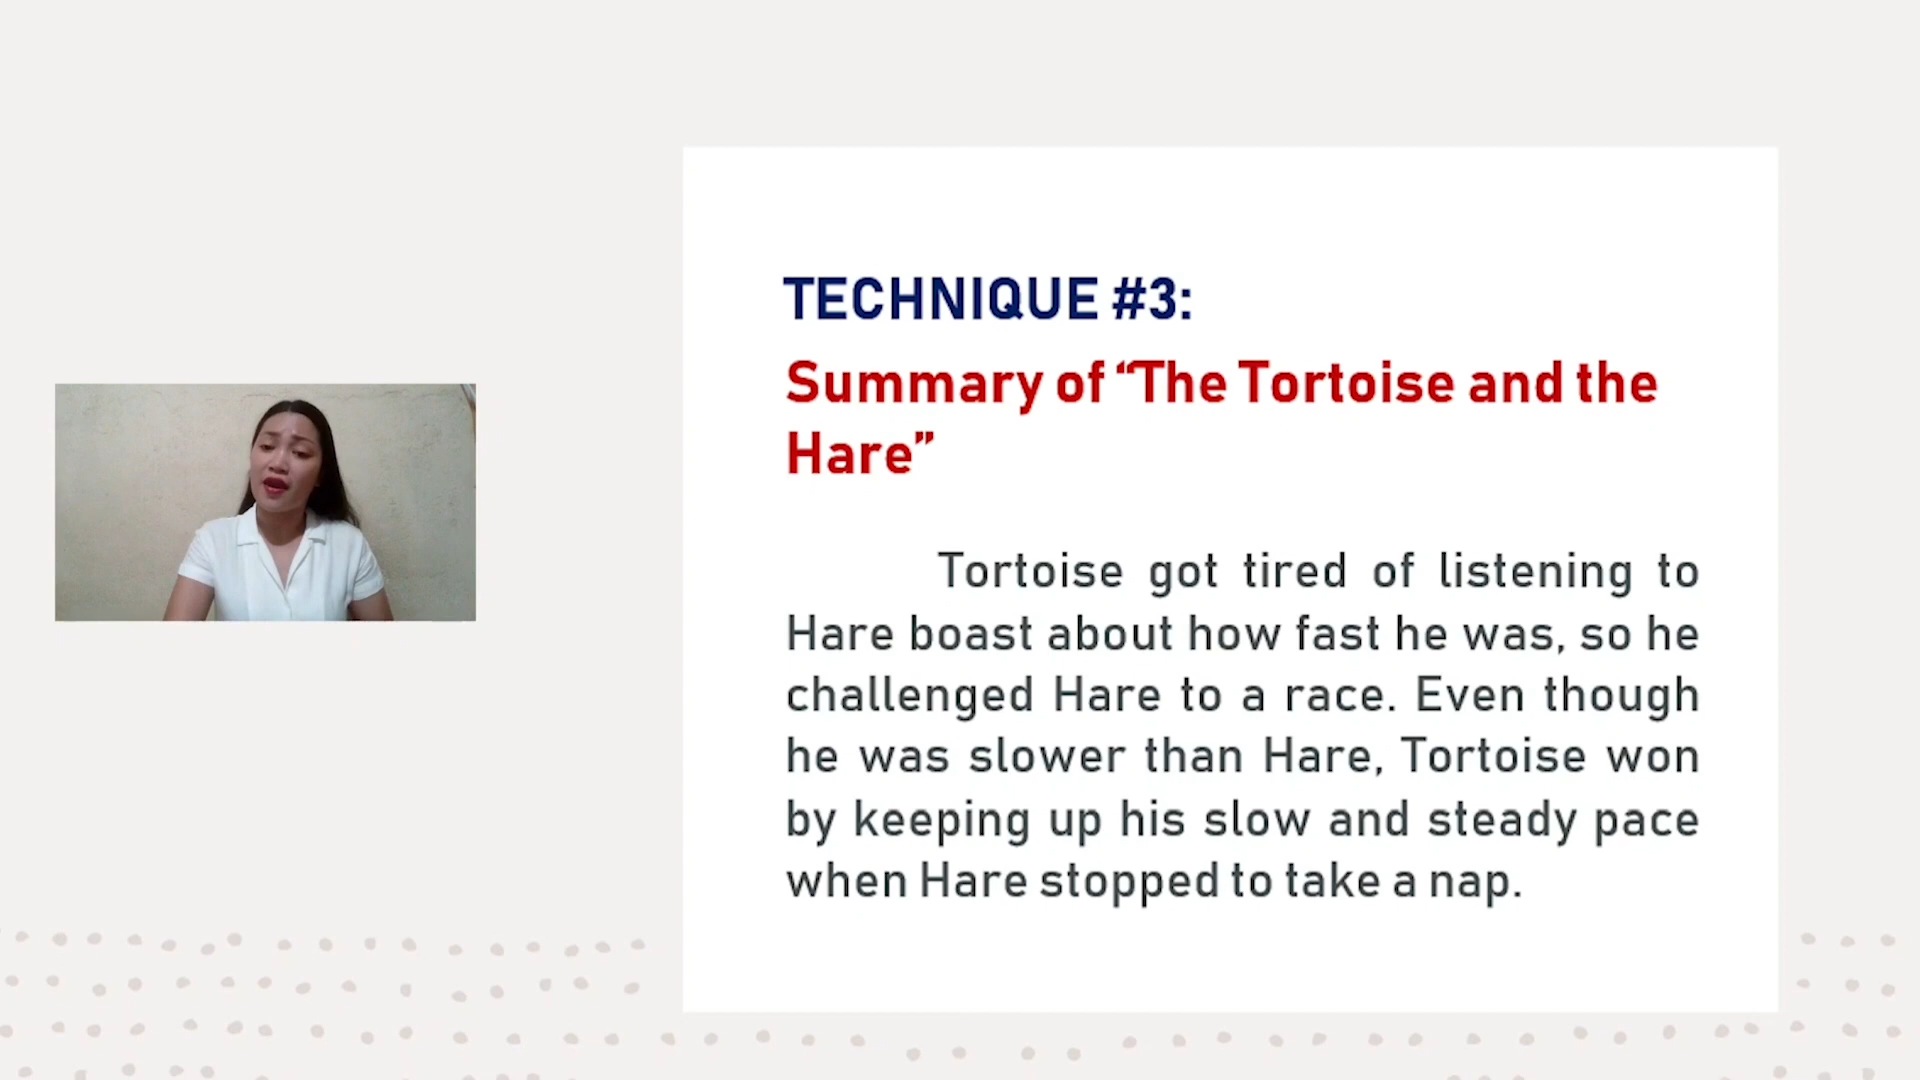 TECHNIQUE #3:
Summary of “The Tortoise and the
Hare”
Tortoise got tired of listening to
Hare boast about how fast he was, so he
challenged Hare to a race. Even though
he was slower than Hare, Tortoise won
by keeping up his slow and steady pace
when Hare stopped to take a nap.